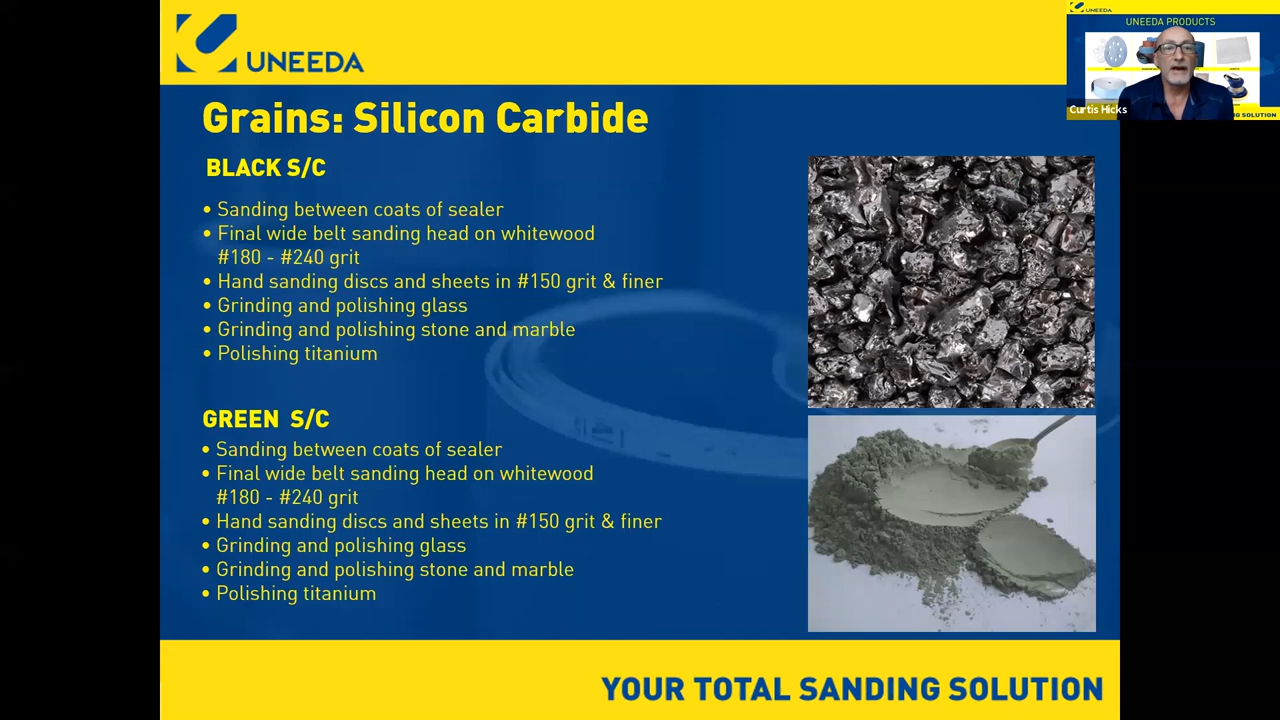 UNEEDA
Grains: Silicon Carbide
BLACK S/C
• Sanding between coats of sealer
• Final wide belt sanding head on whitewood
#180 - #240 grit
• Hand sanding discs and sheets in #150 grit & finer
• Grinding and polishing glass
• Grinding and polishing stone and marble
• Polishing titanium
GREEN S/C
• Sanding between coats of sealer
• Final wide belt sanding head on whitewood
#180 - #240 grit
• Hand sanding discs and sheets in #150 grit & finer
• Grinding and polishing glass
• Grinding and polishing stone and marble
• Polishing titanium
YOUR TOTAL SANDING SOLUTION
UNEEDA
UNEEDA PRODUCTS
Curtis Hicks
SOLUTION